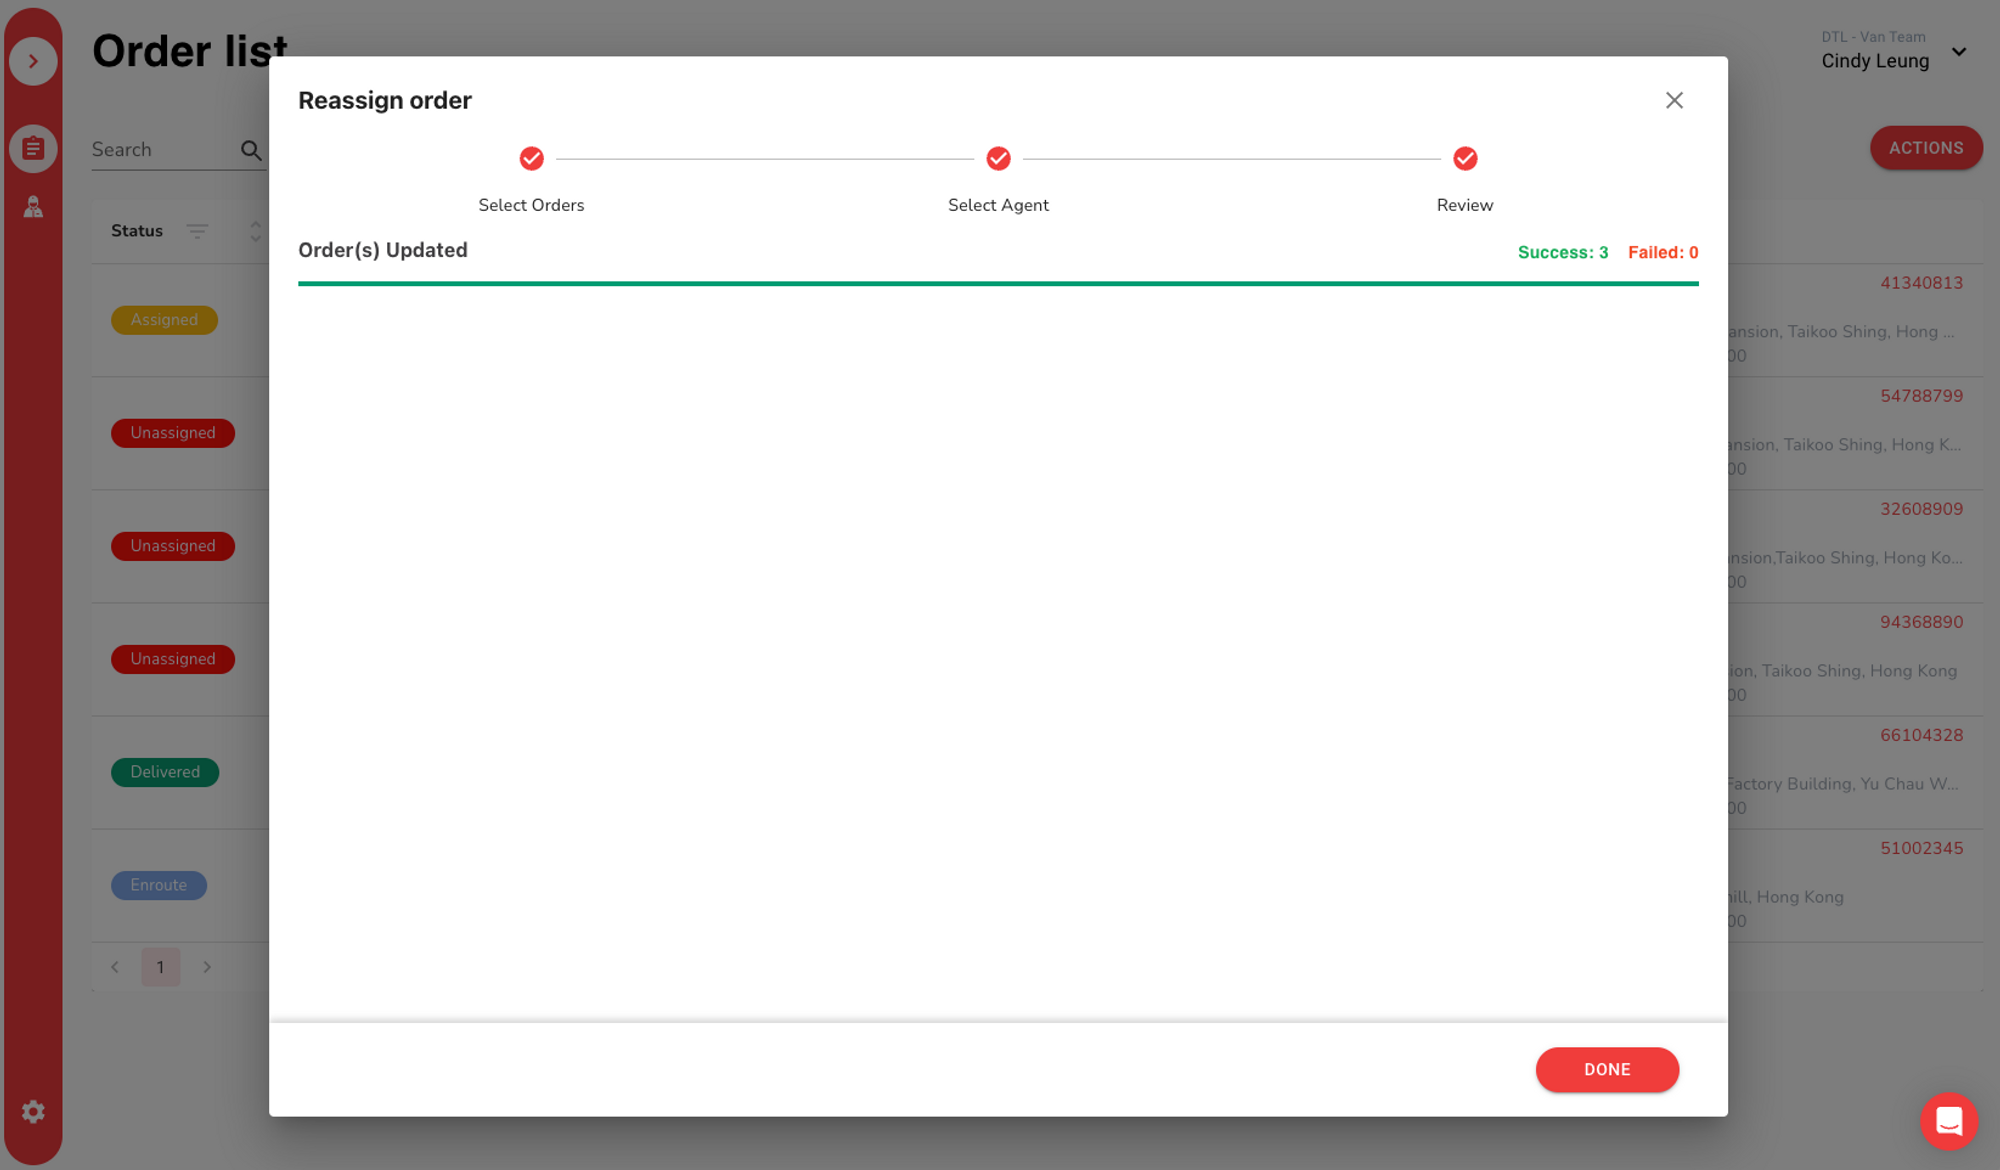 Order list
DTL - Van Team
Cindy Leung
Reassign order
Search
ACTIONS
Select Orders
Select Agent
Review
Status
Order(s) Updated
Success: 3 Failed: 0
41340813
Assigned
ansion, Taikoo Shing, Hong ...
00
54788799
Unassigned
ansion, Taikoo Shing, Hong K...
00
32608909
Unassigned
nsion,Taikoo Shing, Hong Ko...
00
94368890
Unassigned
ion, Taikoo Shing, Hong Kong
00
66104328
Delivered
Factory Building, Yu Chau W...
00
51002345
Enroute
hill, Hong Kong
00
1
DONE